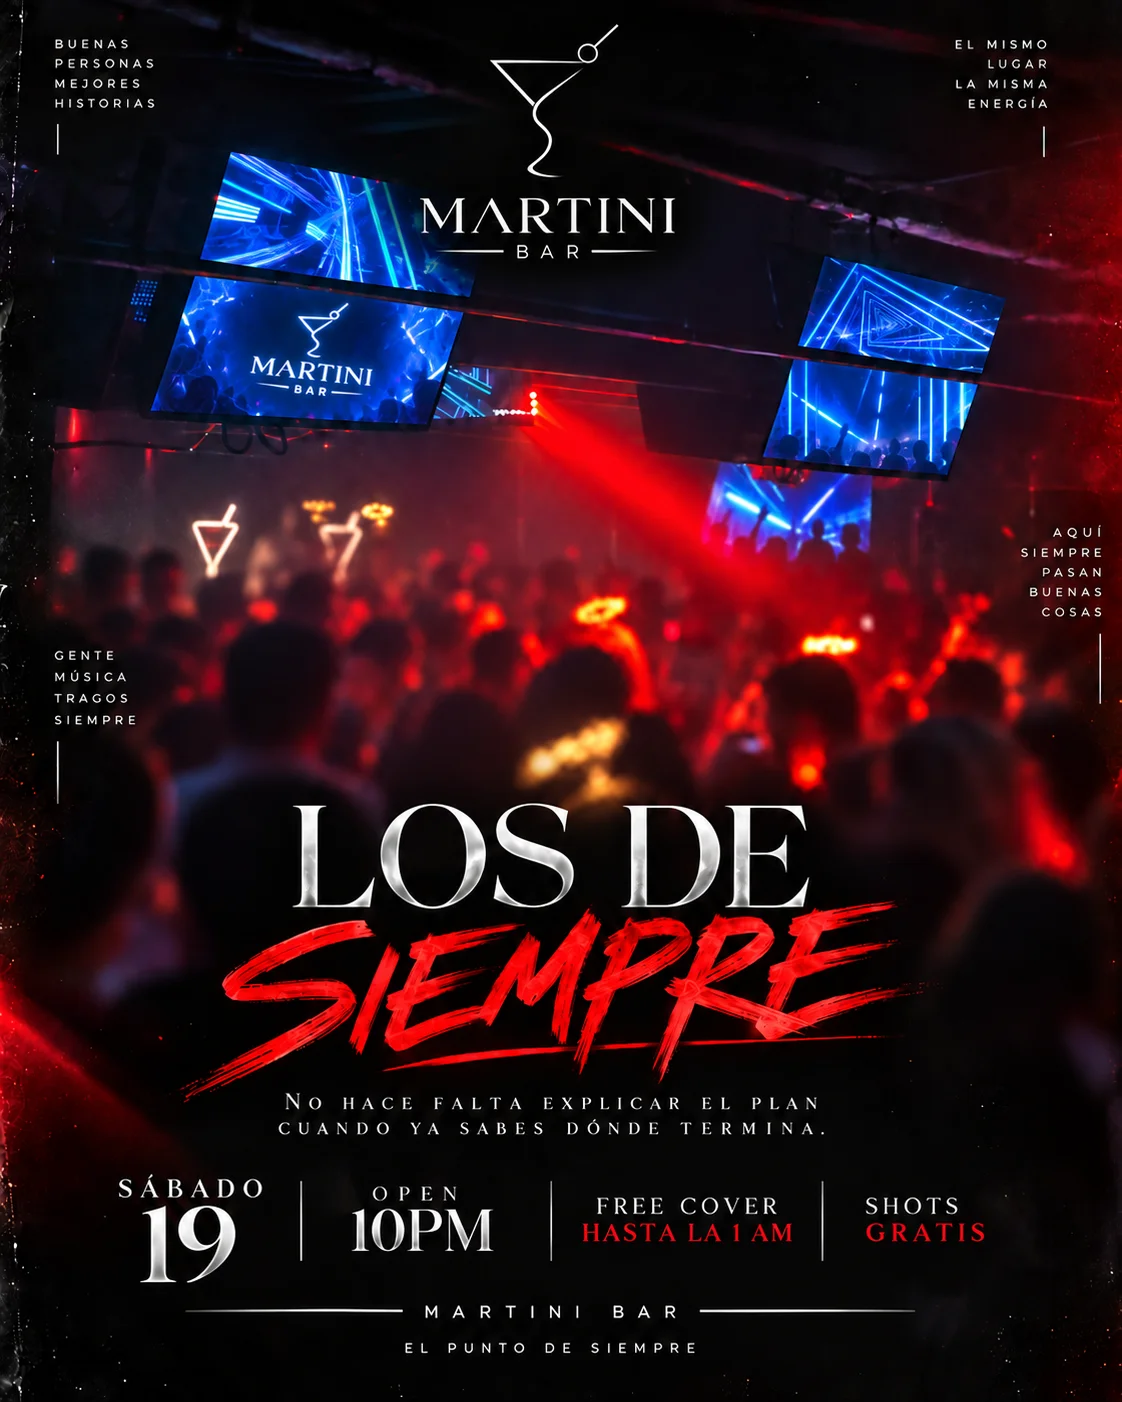 BUENAS
PERSONAS
MEJORES
HISTORIAS
EL MISMO
LUGAR
LA MISMA
ENERGÍA
MARTINI
BAR
MARTINI
BAR
AQUÍ
SIEMPRE
PASAN
BUENAS
COSAS
GENTE
MÚSICA
TRAGOS
SIEMPRE
LOS DE
SIEMPRE
NO HACE FALTA EXPLICAR EL PLAN
CUANDO YA SABES DÓNDE TERMINA.
SÁBADO
19
OPEN
10PM
FREE COVER
HASTA LA 1 AM
SHOTS
GRATIS
MARTINI BAR
EL PUNTO DE SIEMPRE